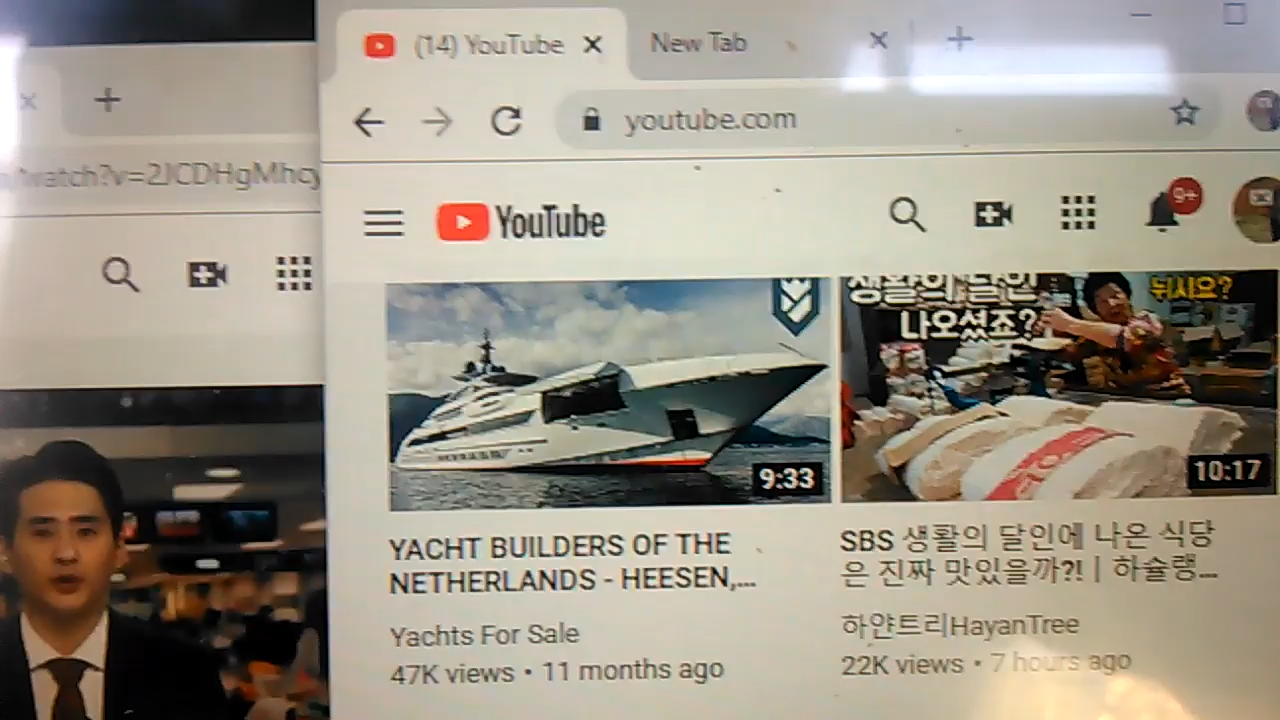 (14) YouTube
New Tab
youtube.com
watch?v=2JCDHgMhcy
YouTube
9+
생활의 달인
나오셨죠?
뉘시요?
9:33
10:17
YACHT BUILDERS OF THE
NETHERLANDS - HEESEN,...
Yachts For Sale
47K views • 11 months ago
SBS 생활의 달인에 나온 식당
은 진짜 맛있을까?! | 하슐랭...
하얀트리HayanTree
22K views • 7 hours ago